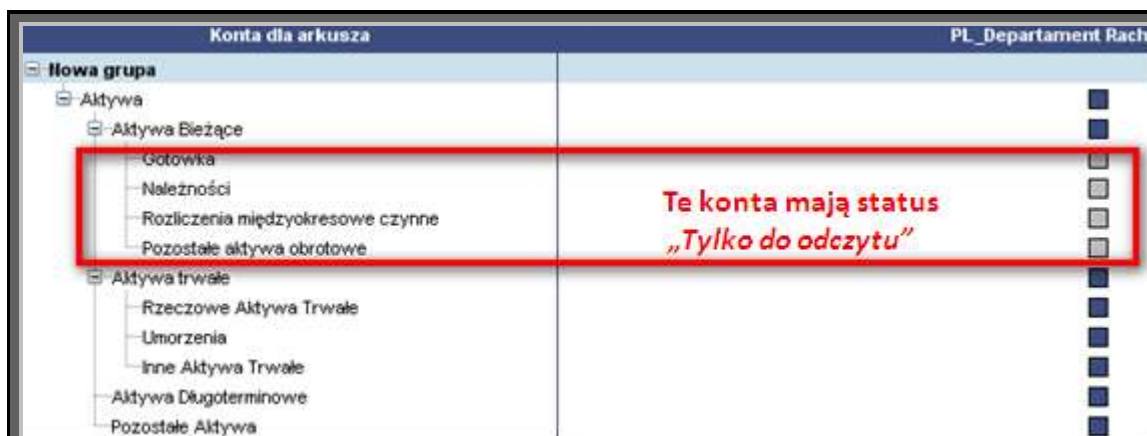 Konta dla arkusza PL_Departament Rach
Nowa grupa
Aktywa
Aktywa Bieżące
Gotówka
Należności
Rozliczenia międzyokresowe czynne
Pozostałe aktywa obrotowe
Te konta mają status
„Tylko do odczytu”
Aktywa trwałe
Rzeczowe Aktywa Trwałe
Umorzenia
Inne Aktywa Trwałe
Aktywa Długoterminowe
Pozostałe Aktywa